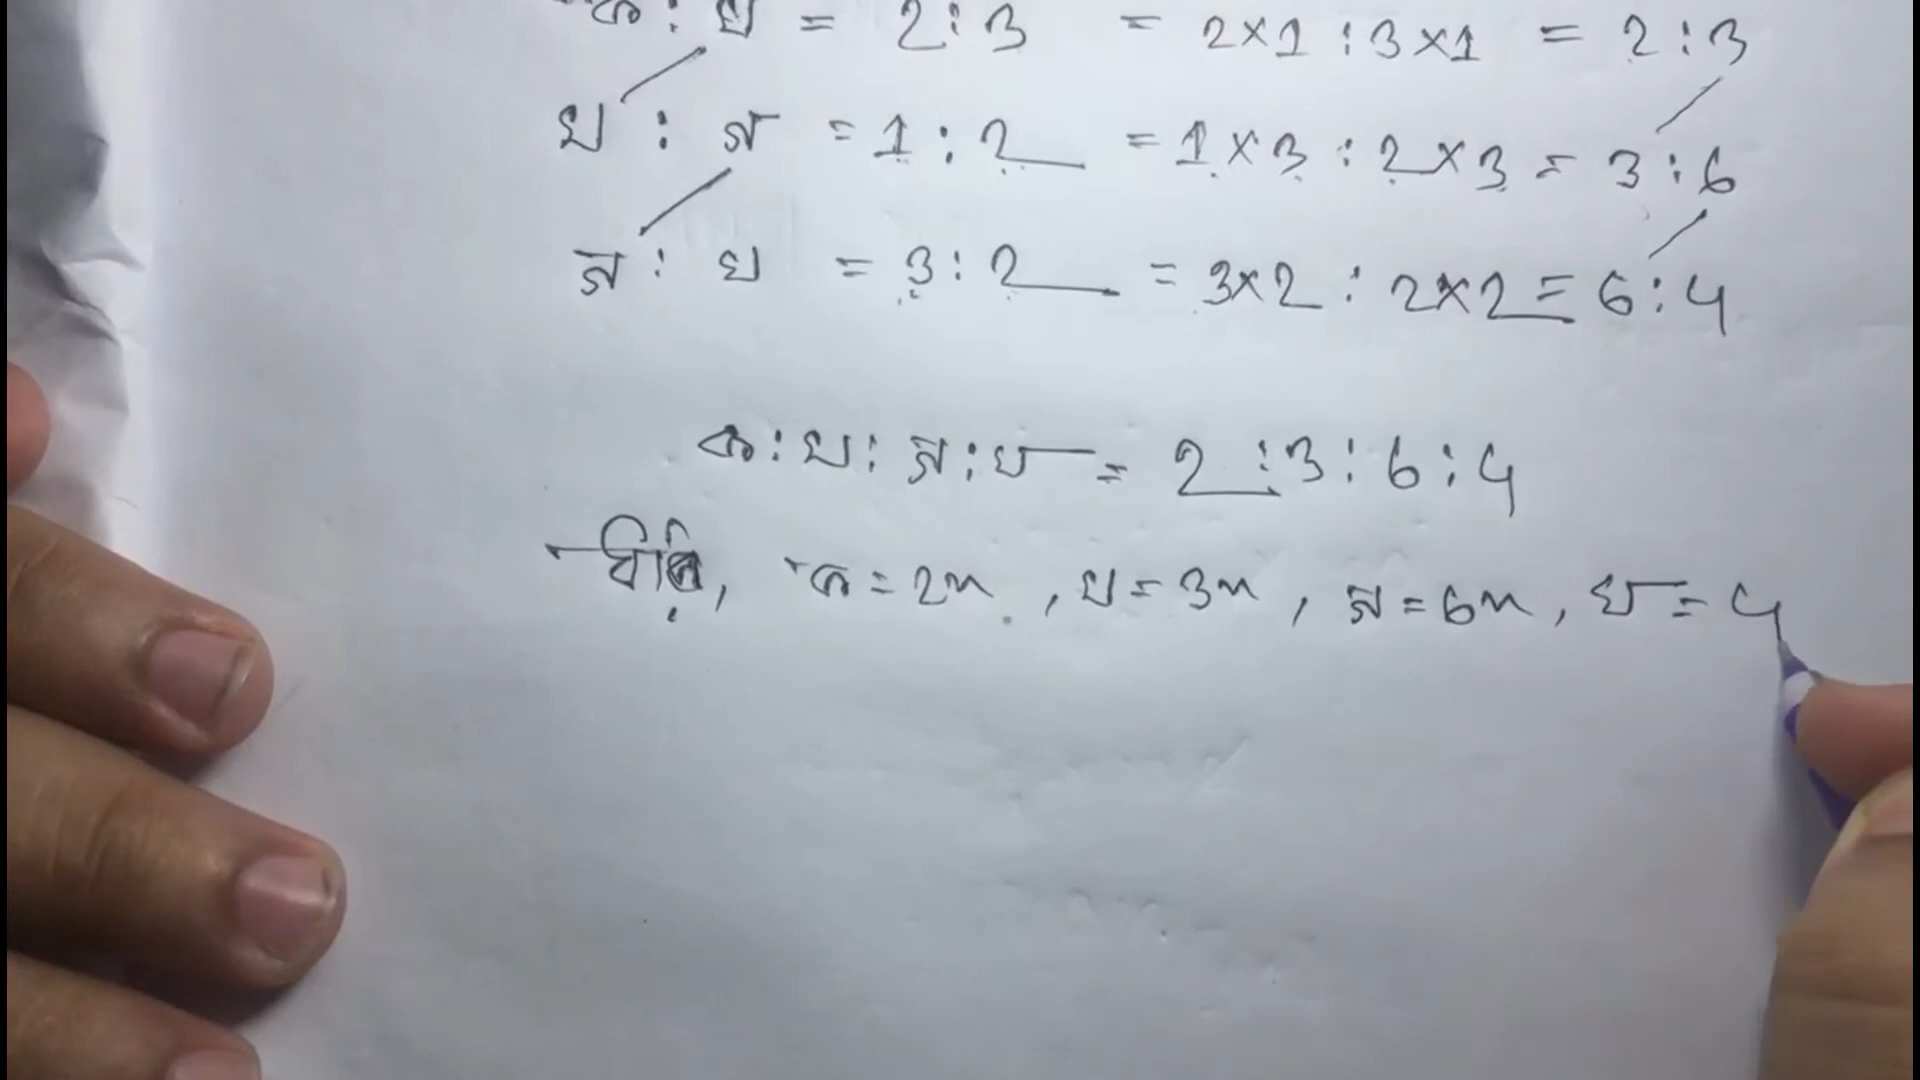 ক : খ = 2 : 3 = 2×1 : 3×1 = 2 : 3
খ : গ = 1 : 2 = 1×3 : 2×3 = 3 : 6
গ : ঘ = 3 : 2 = 3×2 : 2×2 = 6 : 4
ক : খ : গ : ঘ = 2 : 3 : 6 : 4
ধরি, ক = 2x, খ = 3x, গ = 6x, ঘ = 4